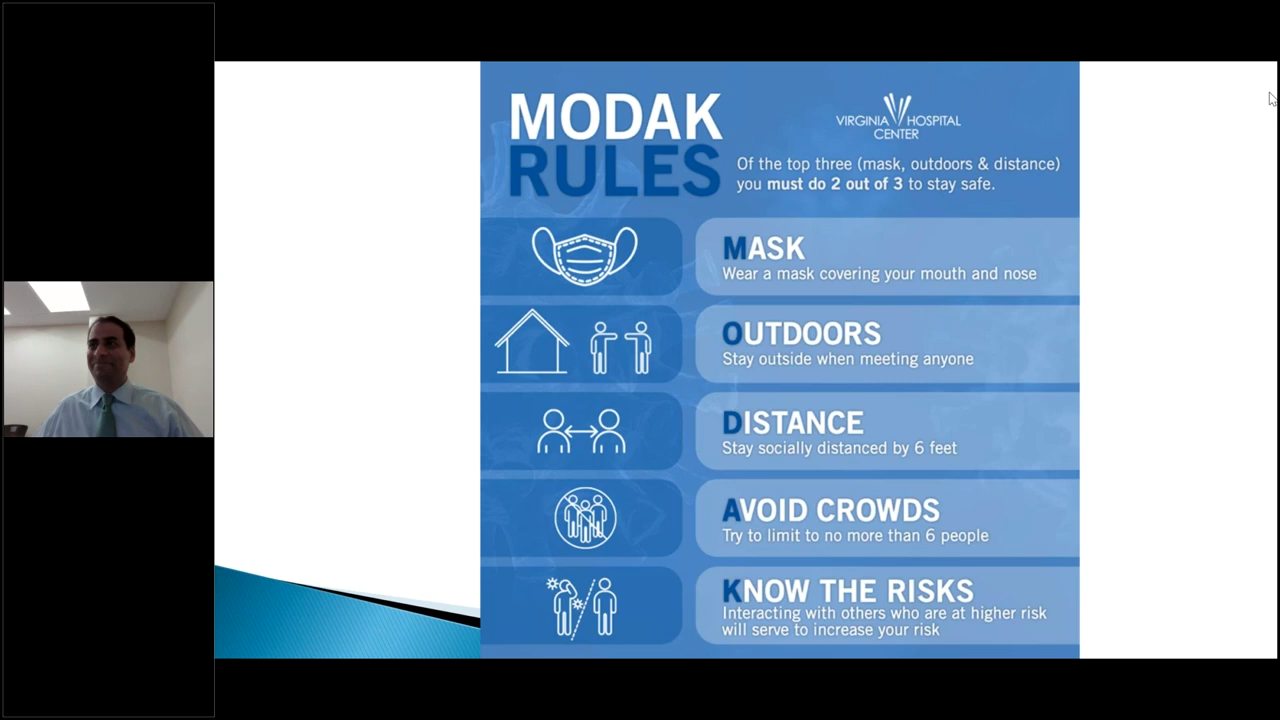 MODAK
RULES
VIRGINIA HOSPITAL
CENTER
Of the top three (mask, outdoors & distance)
you must do 2 out of 3 to stay safe.
MASK
Wear a mask covering your mouth and nose
OUTDOORS
Stay outside when meeting anyone
DISTANCE
Stay socially distanced by 6 feet
AVOID CROWDS
Try to limit to no more than 6 people
KNOW THE RISKS
Interacting with others who are at higher risk
will serve to increase your risk